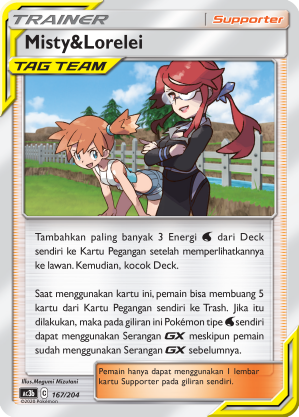 TRAINER
Supporter
Misty&Lorelei
TAG TEAM
Tambahkan paling banyak 3 Energi dari Deck
sendiri ke Kartu Pegangan setelah memperlihatkannya
ke lawan. Kemudian, kocok Deck.
Saat menggunakan kartu ini, pemain bisa membuang 5
kartu dari Kartu Pegangan sendiri ke Trash. Jika itu
dilakukan, maka pada giliran ini Pokémon tipe sendiri
dapat menggunakan Serangan GX meskipun pemain
sudah menggunakan Serangan GX sebelumnya.
Pemain hanya dapat menggunakan 1 lembar
kartu Supporter pada giliran sendiri.
Illus. Megumi Mizutani
AC3b C 167/204
©2020 Pokémon